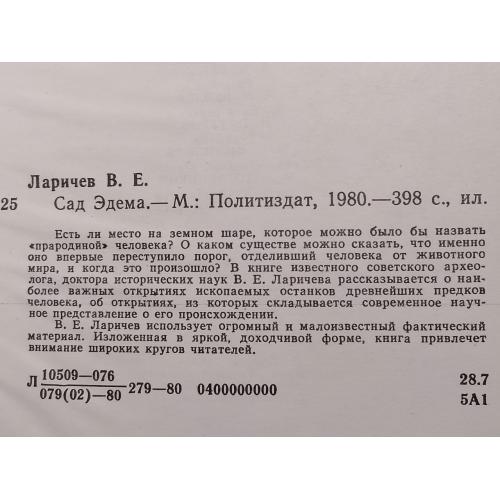 Ларичев В. Е.
25 Сад Эдема.— М.: Политиздат, 1980.—398 с., ил.
Есть ли место на земном шаре, которое можно было бы назвать
«прародиной» человека? О каком существе можно сказать, что именно
оно впервые переступило порог, отделивший человека от животного
мира, и когда это произошло? В книге известного советского архео-
лога, доктора исторических наук В. Е. Ларичева рассказывается о наи-
более важных открытиях ископаемых останков древнейших предков
человека, об открытиях, из которых складывается современное науч-
ное представление о его происхождении.
В. Е. Ларичев использует огромный и малоизвестный фактический
материал. Изложенная в яркой, доходчивой форме, книга привлечет
внимание широких кругов читателей.
Л 10509—076
079(02)—80 279—80 0400000000 28.7
5А1